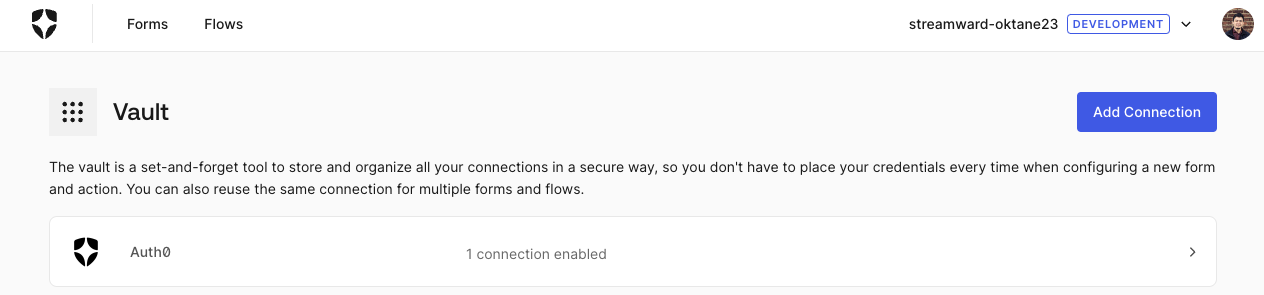 Forms Flows streamward-oktane23 DEVELOPMENT
Vault Add Connection
The vault is a set-and-forget tool to store and organize all your connections in a secure way, so you don't have to place your credentials every time when configuring a new form
and action. You can also reuse the same connection for multiple forms and flows.
Auth0 1 connection enabled